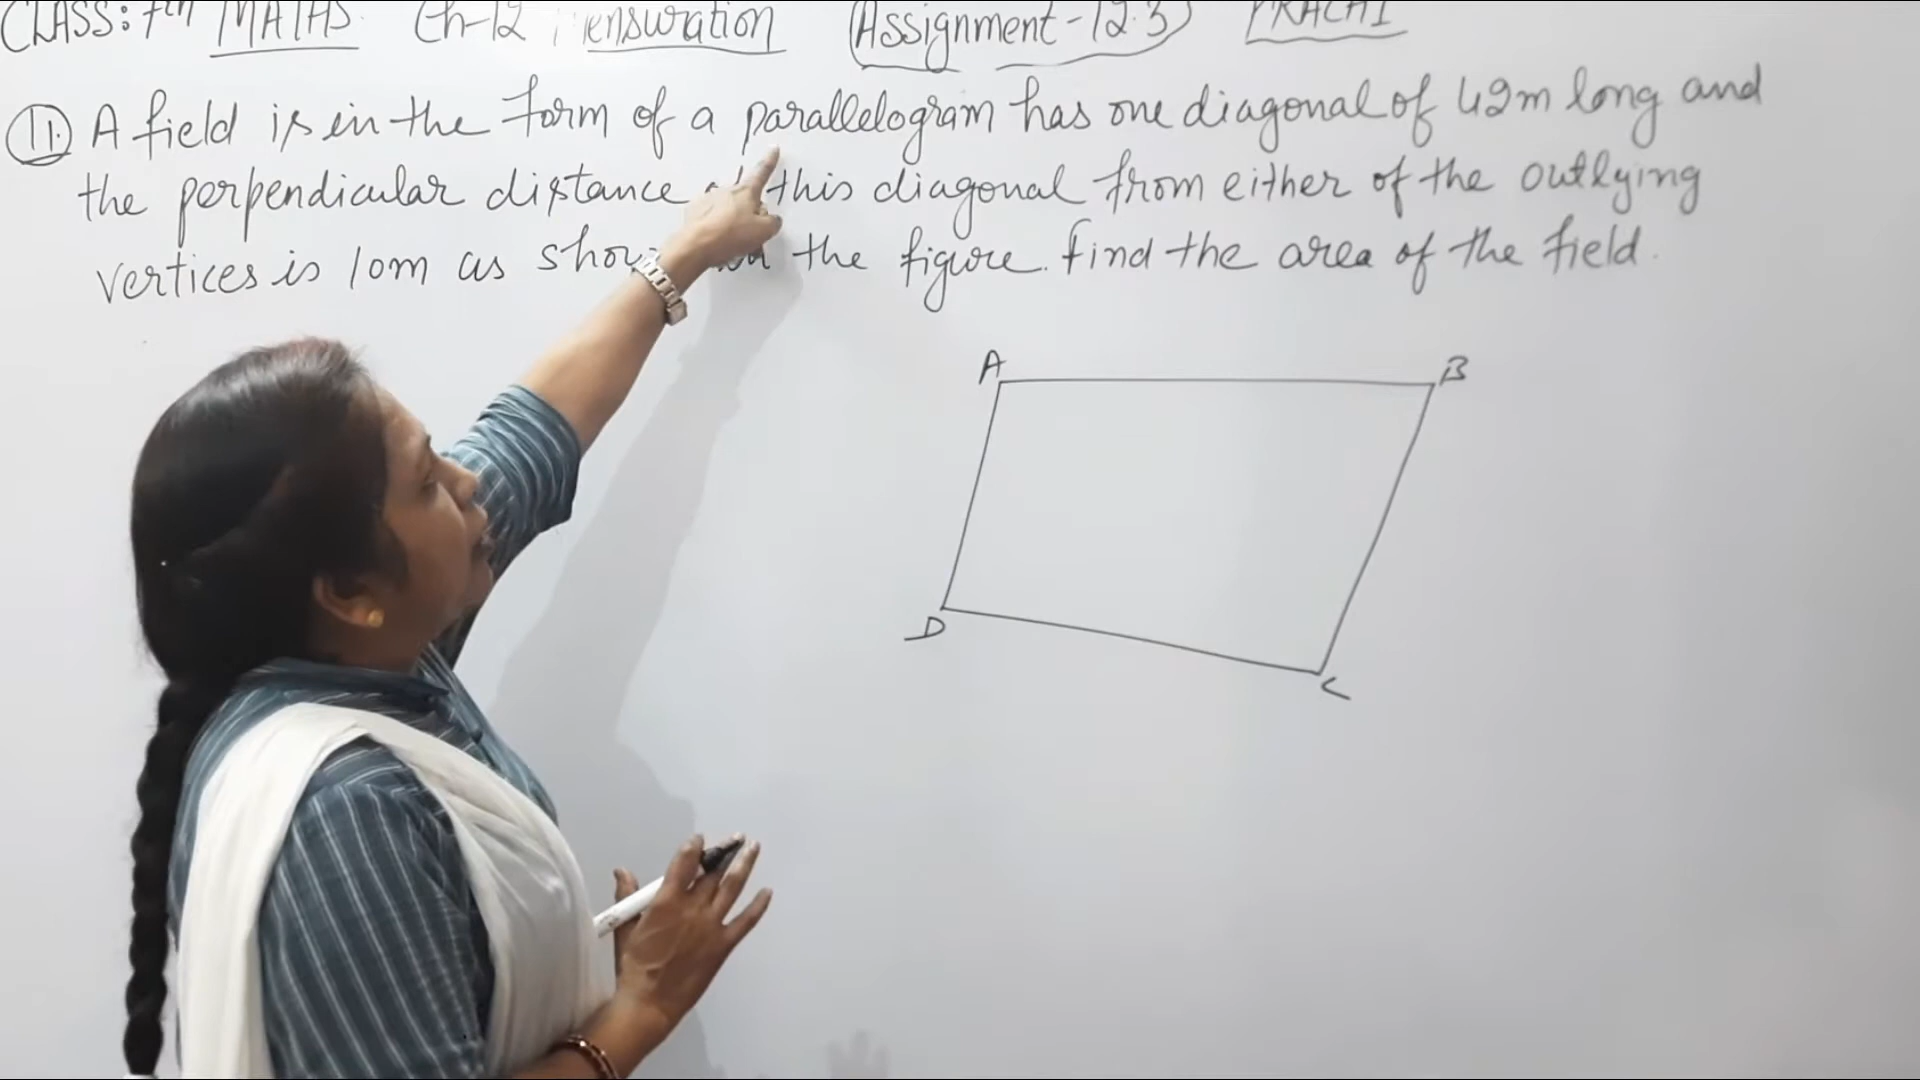 CLASS: 7th MATHS Ch-12 Mensuration Assignment-12.3 PRACHI
11. A field is in the form of a parallelogram has one diagonal of 42m long and
the perpendicular distance of this diagonal from either of the outlying
vertices is 10m as the figure. find the area of the field.
A B
D
C